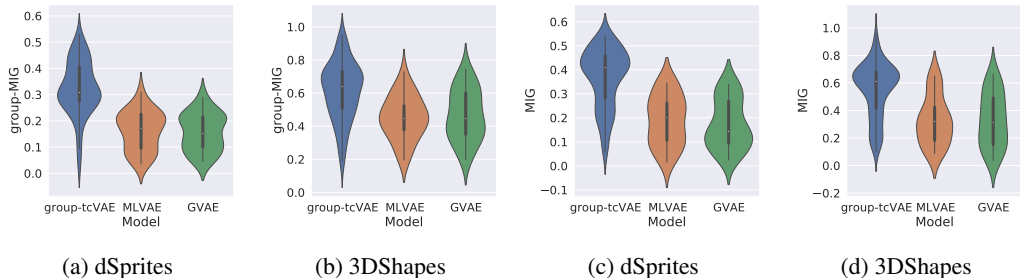 group-MIG
0.6
0.5
0.4
0.3
0.2
0.1
0.0
group-tcVAE MLVAE GVAE
Model
(a) dSprites
group-MIG
1.0
0.8
0.6
0.4
0.2
0.0
group-tcVAE MLVAE GVAE
Model
(b) 3DShapes
MIG
0.6
0.5
0.4
0.3
0.2
0.1
0.0
−0.1
group-tcVAE MLVAE GVAE
Model
(c) dSprites
MIG
1.0
0.8
0.6
0.4
0.2
0.0
−0.2
group-tcVAE MLVAE GVAE
Model
(d) 3DShapes